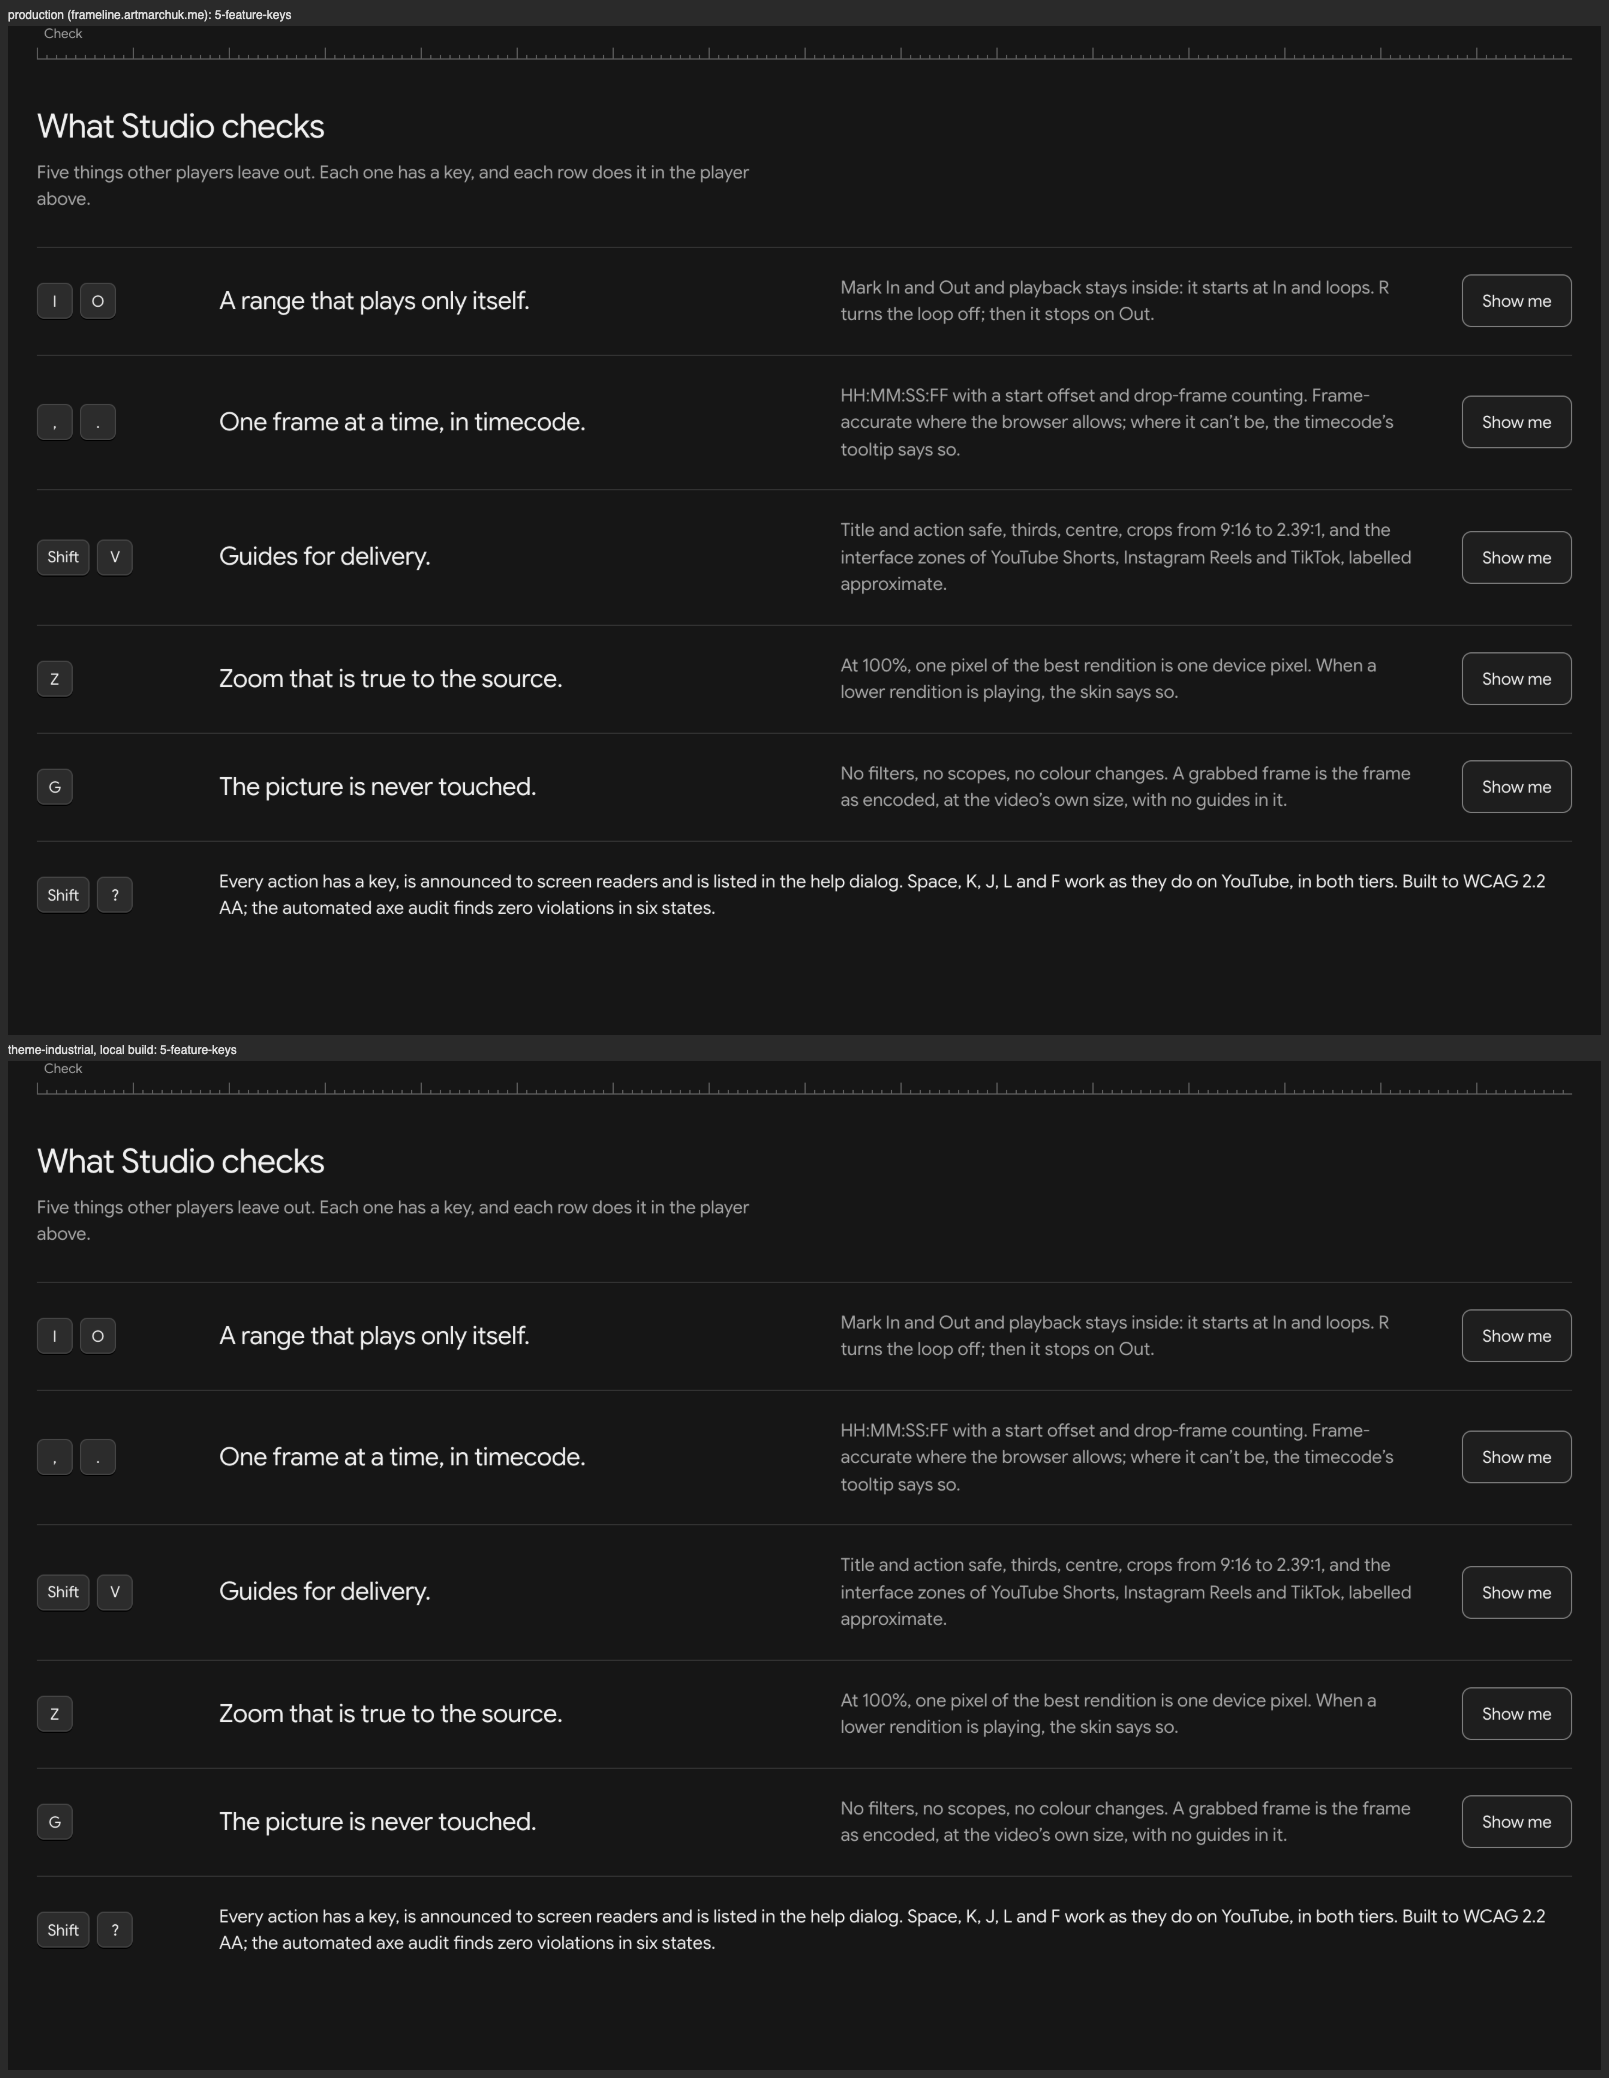 production (frameline.artmarchuk.me): 5-feature-keys
Check
What Studio checks
Five things other players leave out. Each one has a key, and each row does it in the player
above.
I O
A range that plays only itself.
Mark In and Out and playback stays inside: it starts at In and loops. R
turns the loop off; then it stops on Out.
Show me
, .
One frame at a time, in timecode.
HH:MM:SS:FF with a start offset and drop-frame counting. Frame-
accurate where the browser allows; where it can’t be, the timecode’s
tooltip says so.
Show me
Shift V
Guides for delivery.
Title and action safe, thirds, centre, crops from 9:16 to 2.39:1, and the
interface zones of YouTube Shorts, Instagram Reels and TikTok, labelled
approximate.
Show me
Z
Zoom that is true to the source.
At 100%, one pixel of the best rendition is one device pixel. When a
lower rendition is playing, the skin says so.
Show me
G
The picture is never touched.
No filters, no scopes, no colour changes. A grabbed frame is the frame
as encoded, at the video’s own size, with no guides in it.
Show me
Shift ?
Every action has a key, is announced to screen readers and is listed in the help dialog. Space, K, J, L and F work as they do on YouTube, in both tiers. Built to WCAG 2.2
AA; the automated axe audit finds zero violations in six states.
theme-industrial, local build: 5-feature-keys
Check
What Studio checks
Five things other players leave out. Each one has a key, and each row does it in the player
above.
I O
A range that plays only itself.
Mark In and Out and playback stays inside: it starts at In and loops. R
turns the loop off; then it stops on Out.
Show me
, .
One frame at a time, in timecode.
HH:MM:SS:FF with a start offset and drop-frame counting. Frame-
accurate where the browser allows; where it can’t be, the timecode’s
tooltip says so.
Show me
Shift V
Guides for delivery.
Title and action safe, thirds, centre, crops from 9:16 to 2.39:1, and the
interface zones of YouTube Shorts, Instagram Reels and TikTok, labelled
approximate.
Show me
Z
Zoom that is true to the source.
At 100%, one pixel of the best rendition is one device pixel. When a
lower rendition is playing, the skin says so.
Show me
G
The picture is never touched.
No filters, no scopes, no colour changes. A grabbed frame is the frame
as encoded, at the video’s own size, with no guides in it.
Show me
Shift ?
Every action has a key, is announced to screen readers and is listed in the help dialog. Space, K, J, L and F work as they do on YouTube, in both tiers. Built to WCAG 2.2
AA; the automated axe audit finds zero violations in six states.